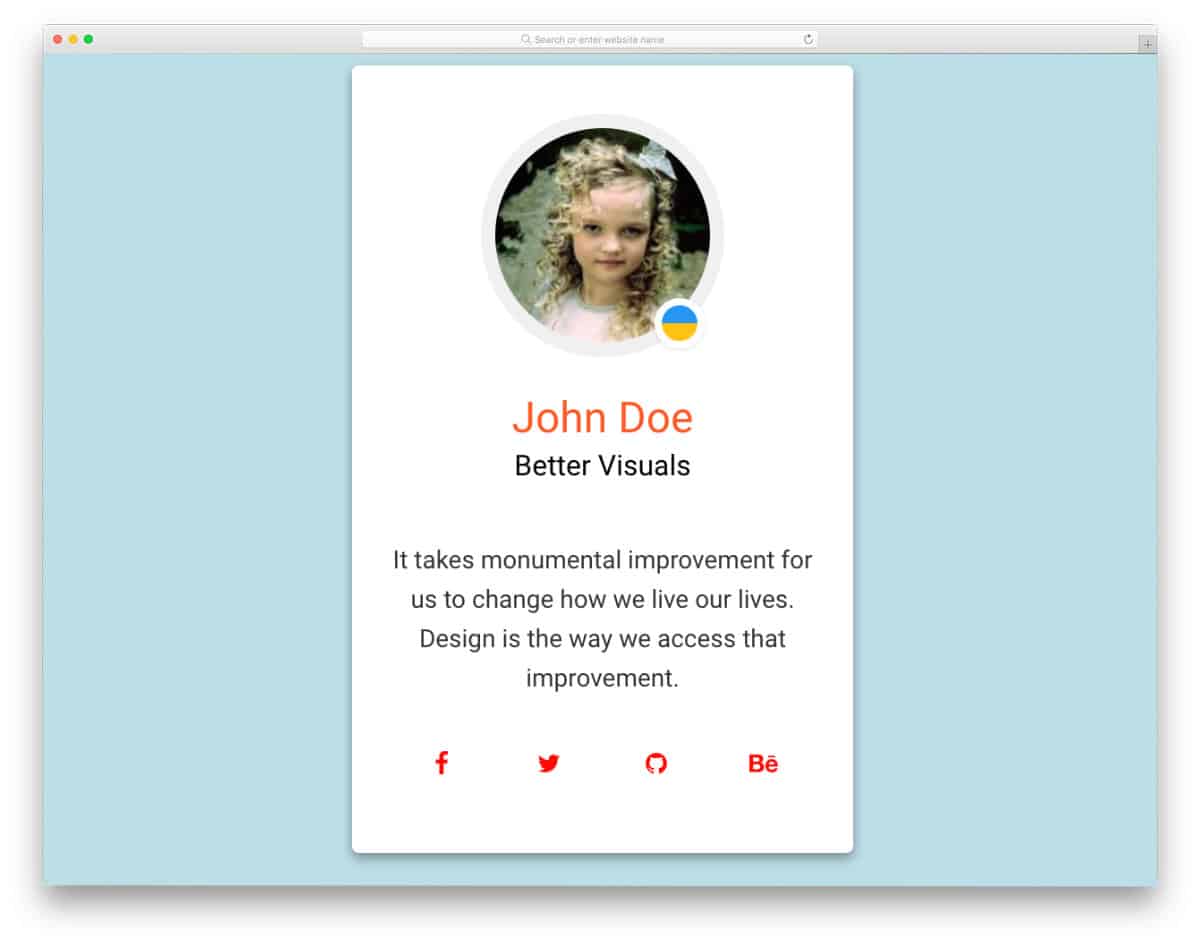 Search or enter website name
John Doe
Better Visuals
It takes monumental improvement for
us to change how we live our lives.
Design is the way we access that
improvement.
Bē